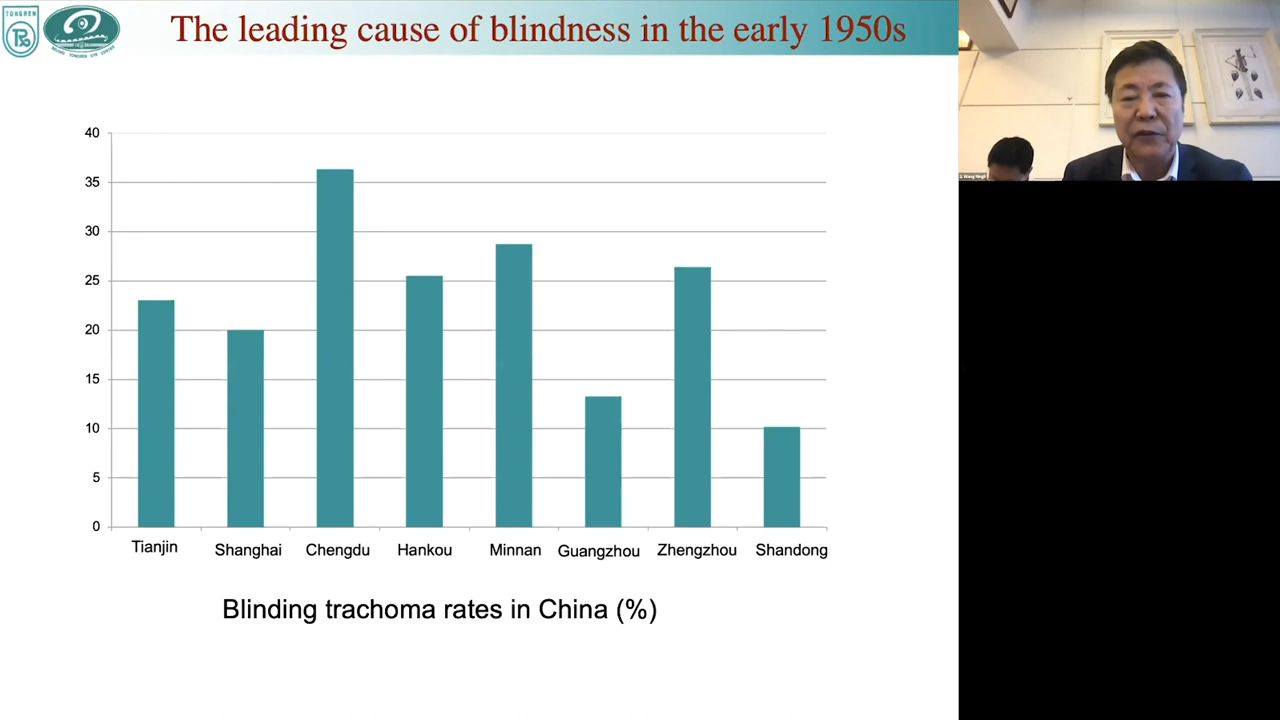 TONGREN
The leading cause of blindness in the early 1950s
40
35
30
25
20
15
10
5
0
Tianjin
Shanghai
Chengdu
Hankou
Minnan
Guangzhou
Zhengzhou
Shandong
Blinding trachoma rates in China (%)